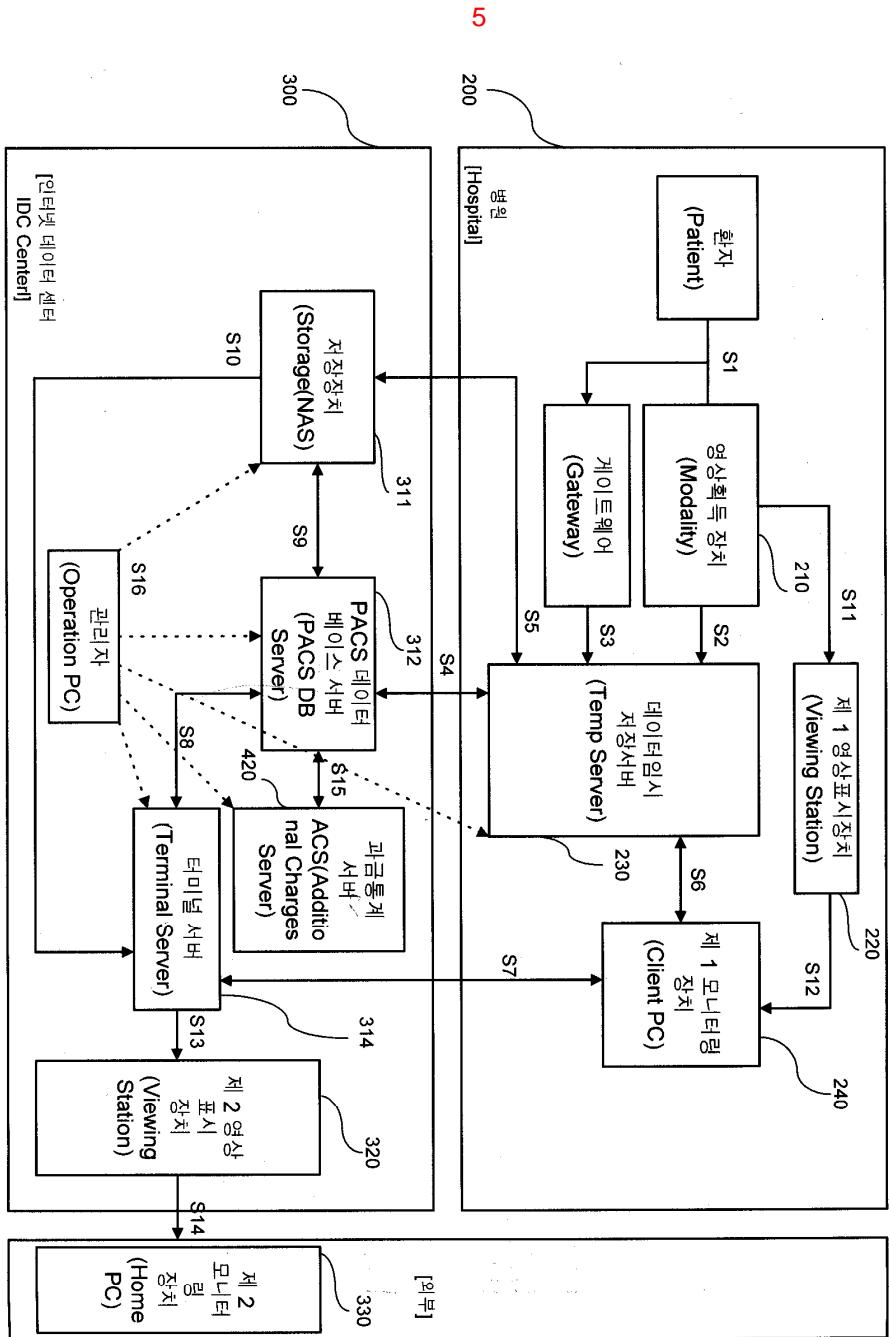 5
200
병원
[Hospital]
환자
(Patient)
S1
영상획득 장치
(Modality)
210
게이트웨어
(Gateway)
S11
S2
S3
제 1 영상표시장치
(Viewing Station)
220
데이터임시
저장서버
(Temp Server)
230
S12
S6
제 1 모니터링
장치
(Client PC)
240
S5
S4
S7
300
[인터넷 데이터 센터
IDC Centerl]
저장장치
(Storage(NAS)
311
S10
S9
PACS 데이터
베이스 서버
(PACS DB
Server)
312
S16
관리자
(Operation PC)
S8
S15
420
과금통계
서버
ACS(Additio
nal Charges
Server)
터미널 서버
(Terminal Server)
314
S13
제 2 영상
표시
장치
(Viewing
Station)
320
S14
[외부]
제 2
모니터
링
장치
(Home
PC)
330